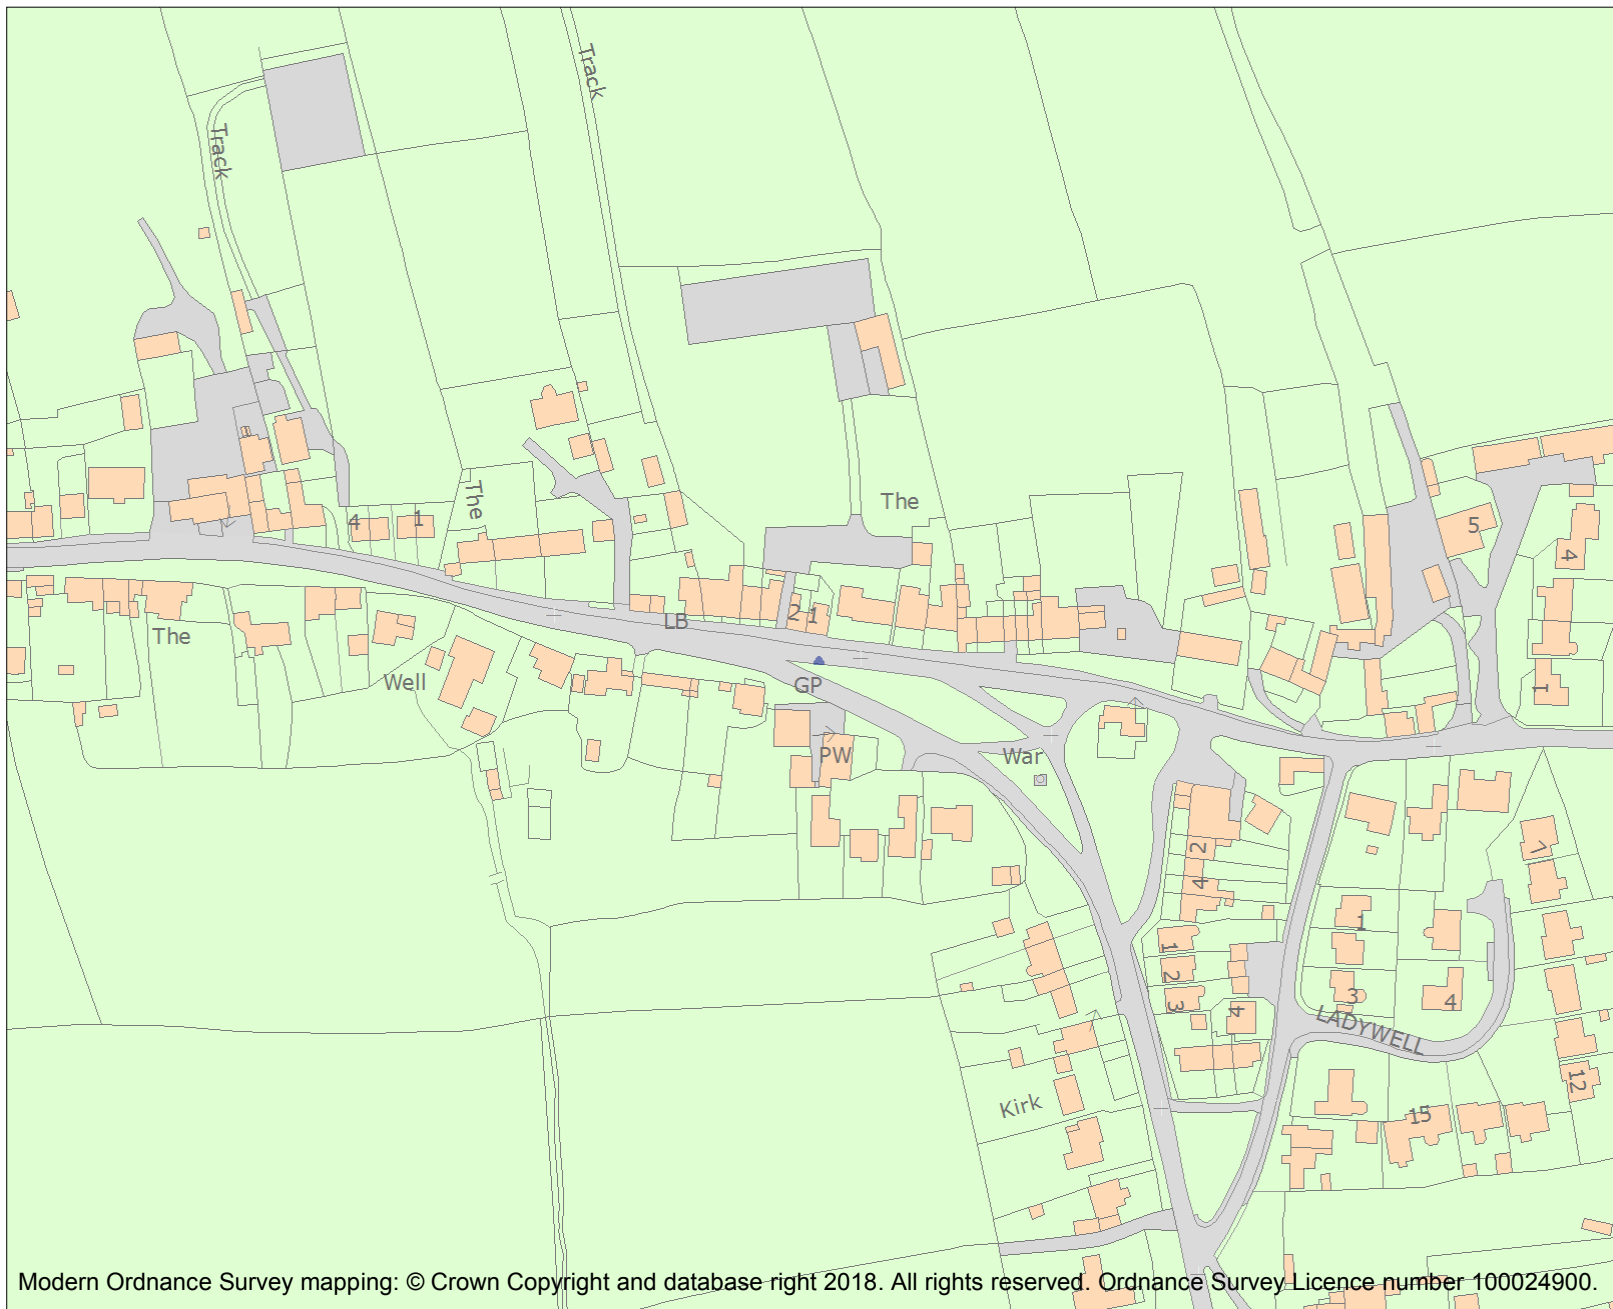 Track
Track
The
The
4
1
5
4
LB
2
1
The
Well
GP
1
War
PW
2
7
4
1
1
2
3
3
4
4
LADYWELL
Kirk
12
15
Modern Ordnance Survey mapping: © Crown Copyright and database right 2018. All rights reserved. Ordnance Survey Licence number 100024900.